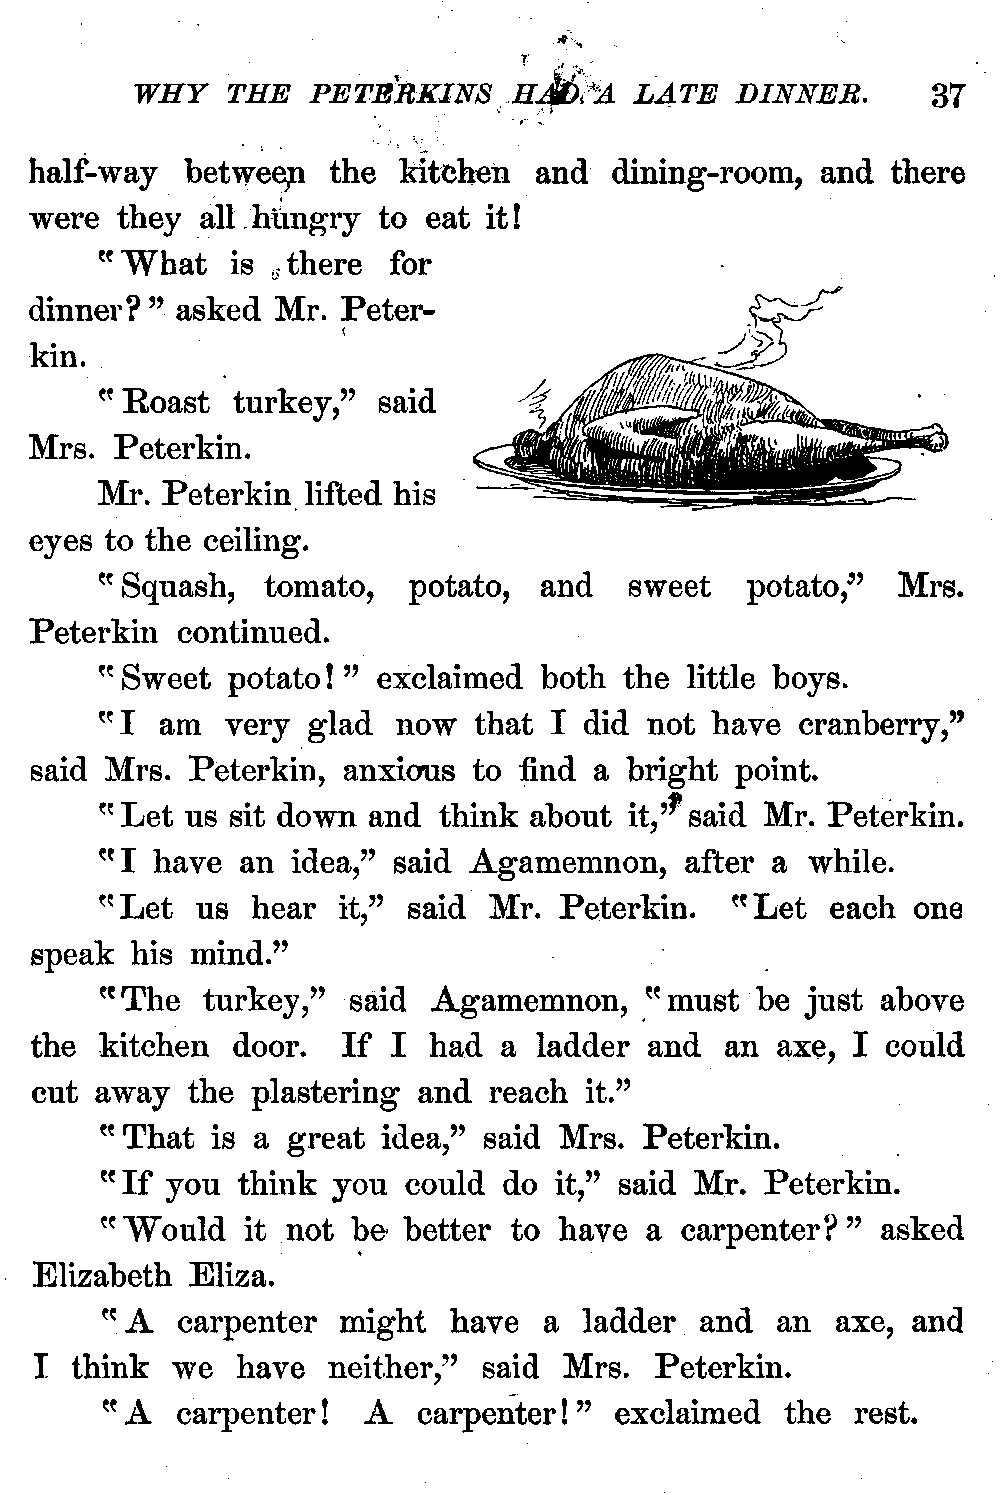 WHY THE PETERKINS HAD A LATE DINNER. 37
half-way between the kitchen and dining-room, and there
were they all hungry to eat it!
"What is there for
dinner?" asked Mr. Peter-
kin.
"Roast turkey," said
Mrs. Peterkin.
Mr. Peterkin lifted his
eyes to the ceiling.
"Squash, tomato, potato, and sweet potato," Mrs.
Peterkin continued.
"Sweet potato!" exclaimed both the little boys.
"I am very glad now that I did not have cranberry,"
said Mrs. Peterkin, anxious to find a bright point.
"Let us sit down and think about it," said Mr. Peterkin.
"I have an idea," said Agamemnon, after a while.
"Let us hear it," said Mr. Peterkin. "Let each one
speak his mind."
"The turkey," said Agamemnon, "must be just above
the kitchen door. If I had a ladder and an axe, I could
cut away the plastering and reach it."
"That is a great idea," said Mrs. Peterkin.
"If you think you could do it," said Mr. Peterkin.
"Would it not be better to have a carpenter?" asked
Elizabeth Eliza.
"A carpenter might have a ladder and an axe, and
I think we have neither," said Mrs. Peterkin.
"A carpenter! A carpenter!" exclaimed the rest.